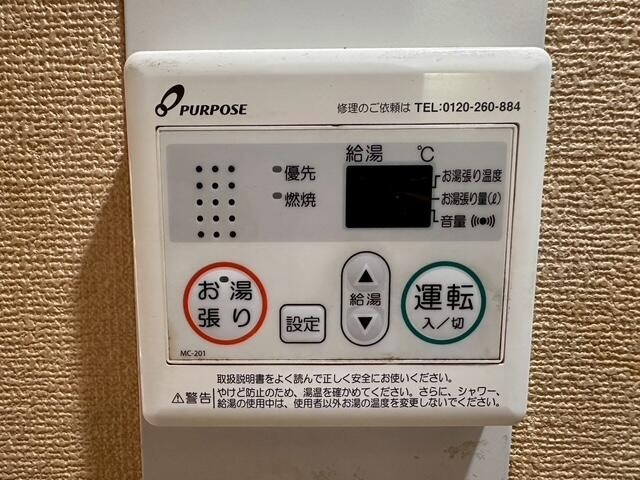 PURPOSE
修理のご依頼は TEL:0120-260-884
給湯 ℃
優先
燃焼
お湯張り温度
お湯張り量(ℓ)
音量
お湯
張り
設定
給湯
運転
入/切
MC-201
取扱説明書をよく読んで正しく安全にお使いください。
⚠警告
やけど防止のため、湯温を確かめてください。さらに、シャワー、
給湯の使用中は、使用者以外お湯の温度を変更しないでください。